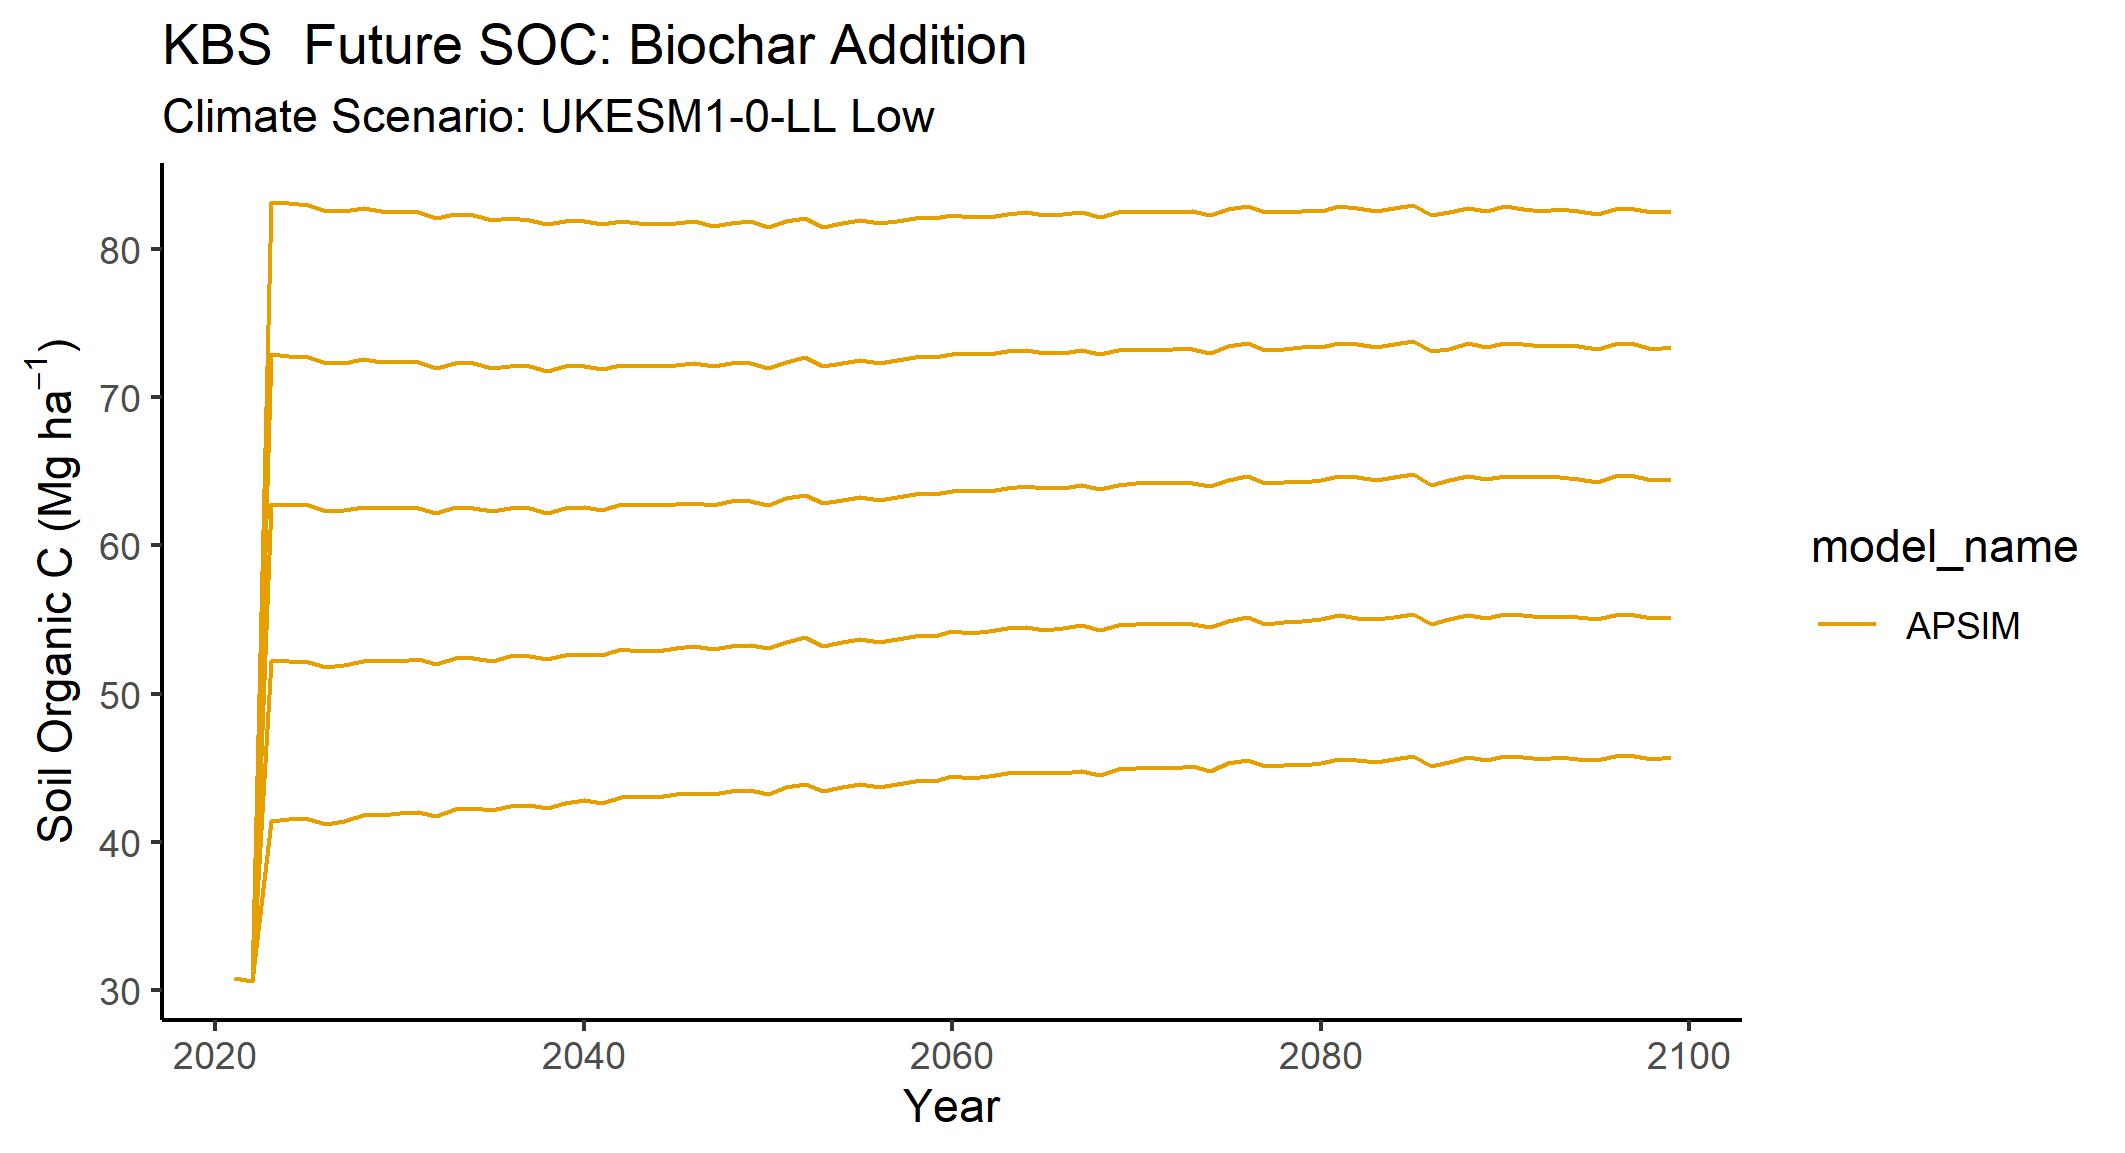 KBS  Future SOC: Biochar Addition
Climate Scenario: UKESM1-0-LL Low
Soil Organic C (Mg ha⁻¹)
80
70
60
50
40
30
2020 2040 2060 2080 2100
Year
model_name
APSIM